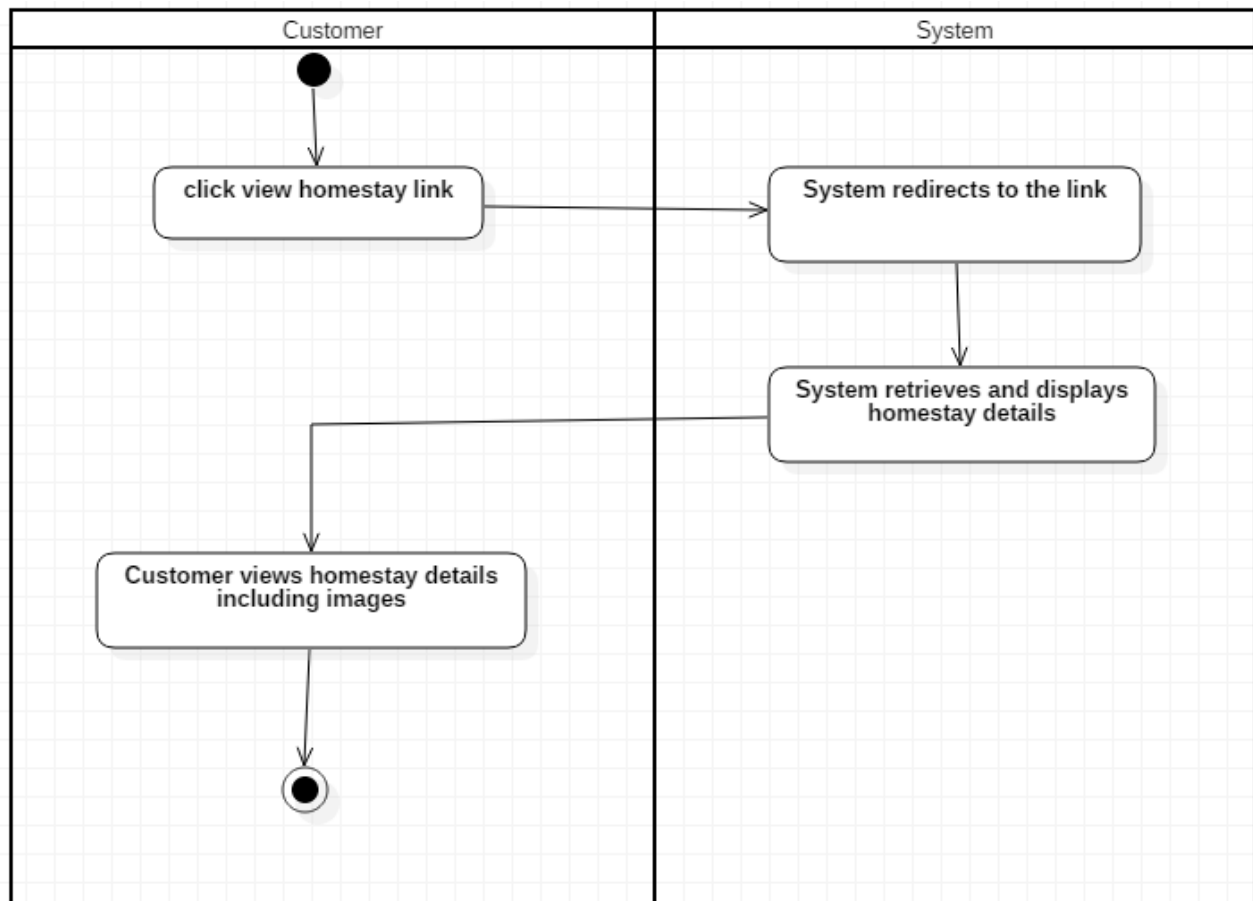 Customer
System
click view homestay link
System redirects to the link
System retrieves and displays
homestay details
Customer views homestay details
including images